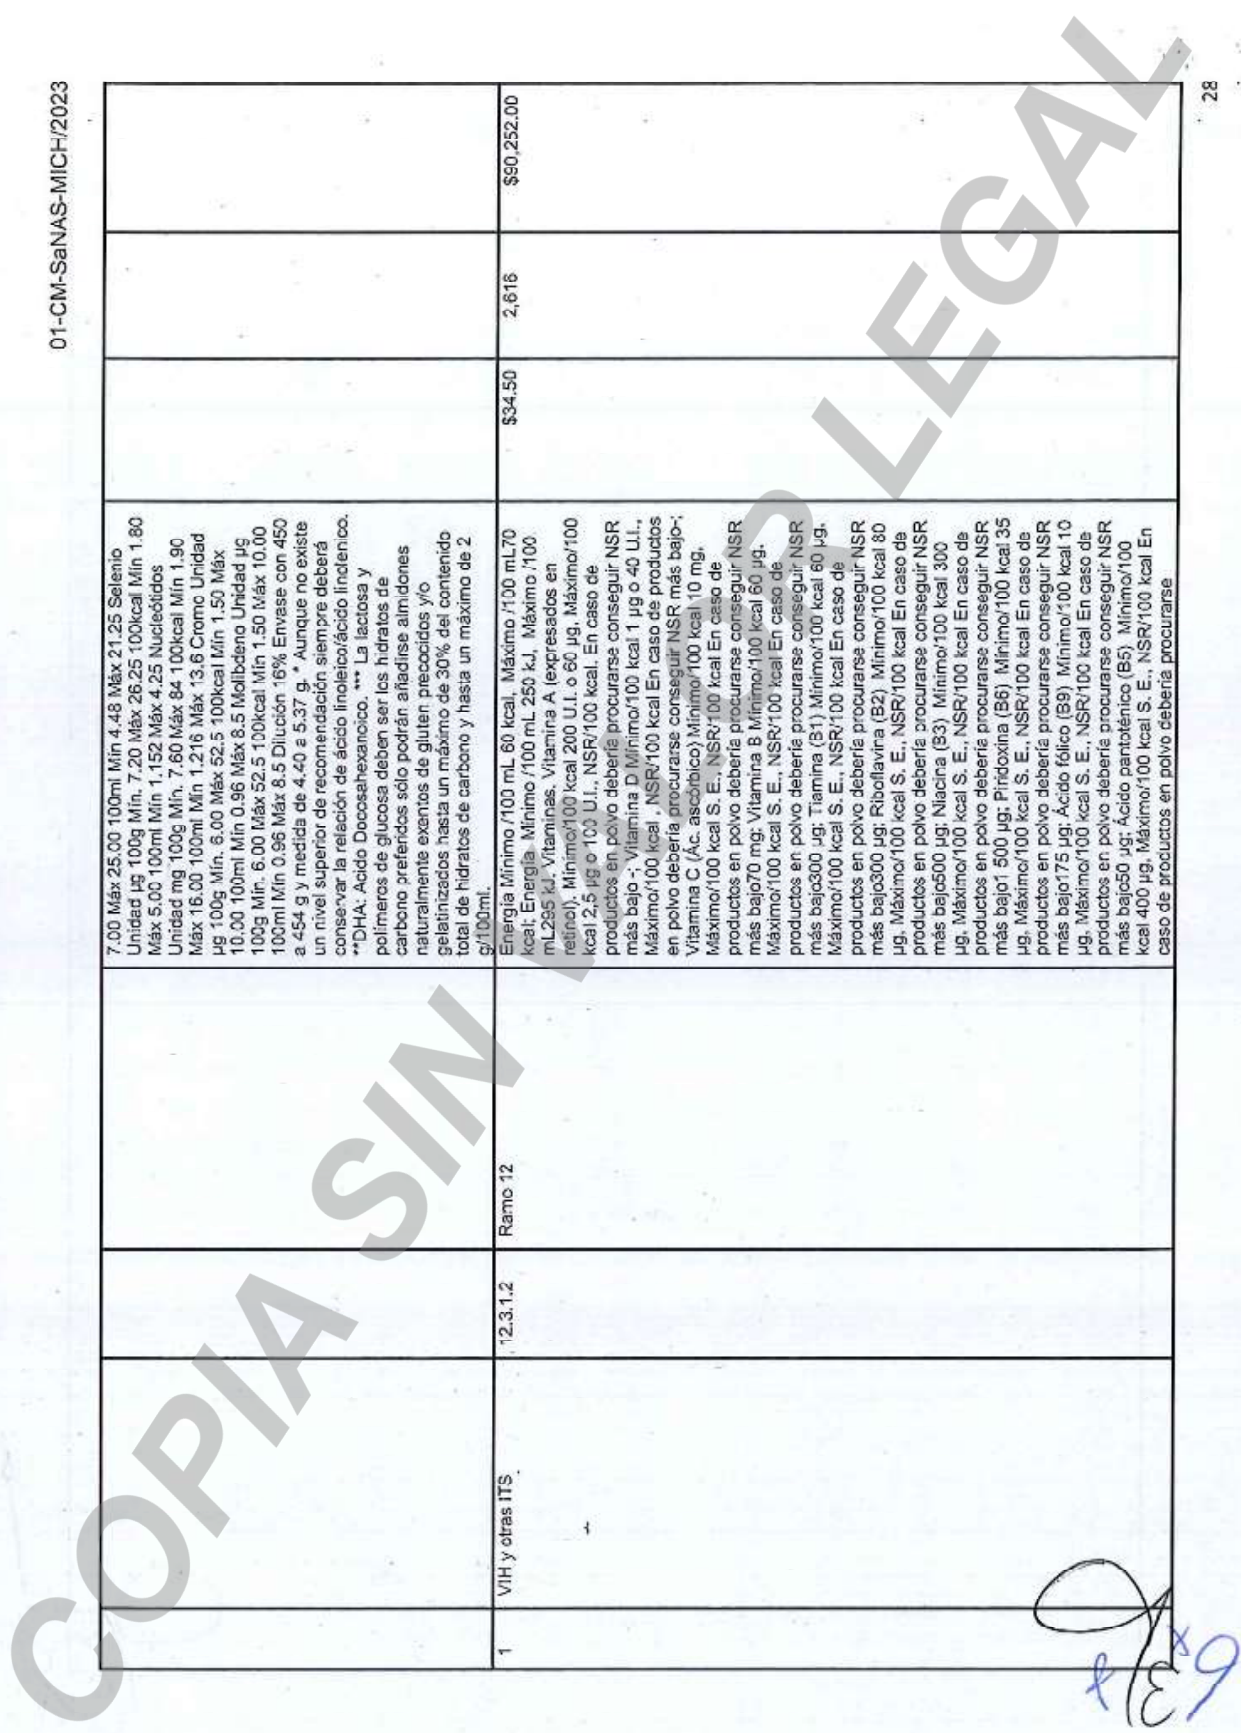 01-CM-SaNAS-MICH/2023
7.00 Máx 25.00 100ml Mín 4.48 Máx 21.25 Selenio
Unidad µg 100g Mín. 7.20 Máx 26.25 100kcal Mín 1.80
Máx 5.00 100ml Mín 1.152 Máx 4.25 Nucleótidos
Unidad mg 100g Mín. 7.60 Máx 84 100kcal Mín 1.90
Máx 16.00 100ml Mín 1.216 Máx 13.6 Cromo Unidad
µg 100g Mín. 6.00 Máx 52.5 100kcal Mín 1.50 Máx
10.00 100ml Mín 0.96 Máx 8.5 Molibdeno Unidad µg
100g Mín. 6.00 Máx 52.5 100kcal Mín 1.50 Máx 10.00
100ml Mín 0.96 Máx 8.5 Dilución 16% Envase con 450
a 454 g y medida de 4.40 a 5.37 g. * Aunque no existe
un nivel superior de recomendación siempre deberá
conservar la relación de ácido linoleico/ácido linolenico.
**DHA: Acido Docosahexanoico. *** La lactosa y
polímeros de glucosa deben ser los hidratos de
carbono preferidos sólo podrán añadirse almidones
naturalmente exentos de gluten precocidos y/o
gelatinizados hasta un máximo de 30% del contenido
total de hidratos de carbono y hasta un máximo de 2
g/100ml.
1 VIH y otras ITS 12.3.1.2 Ramo 12 Energía Mínimo /100 mL 60 kcal, Máximo /100 mL70 $34.50 2,616 $90,252.00
kcal; Energía Mínimo /100 mL 250 kJ, Máximo /100
mL295 kJ. Vitaminas, Vitamina A (expresados en
retinol), Mínimo/100 kcal 200 U.I. o 60 µg, Máximo/100
kcal 2,5 µg o 100 U.I., NSR/100 kcal. En caso de
productos en polvo debería procurarse conseguir NSR
más bajo -; Vitamina D Mínimo/100 kcal 1 µg o 40 U.I.,
Máximo/100 kcal, NSR/100 kcal En caso de productos
en polvo debería procurarse conseguir NSR más bajo-;
Vitamina C (Ac. ascórbico) Mínimo/100 kcal 10 mg,
Máximo/100 kcal S. E., NSR/100 kcal En caso de
productos en polvo debería procurarse conseguir NSR
más bajo70 mg; Vitamina B Mínimo/100 kcal 60 µg,
Máximo/100 kcal S. E., NSR/100 kcal En caso de
productos en polvo debería procurarse conseguir NSR
más bajo300 µg; Tiamina (B1) Mínimo/100 kcal 60 µg,
Máximo/100 kcal S. E., NSR/100 kcal En caso de
productos en polvo debería procurarse conseguir NSR
más bajo300 µg; Riboflavina (B2) Mínimo/100 kcal 80
µg, Máximo/100 kcal S. E., NSR/100 kcal En caso de
productos en polvo debería procurarse conseguir NSR
más bajo500 µg; Niacina (B3) Mínimo/100 kcal 300
µg, Máximo/100 kcal S. E., NSR/100 kcal En caso de
productos en polvo debería procurarse conseguir NSR
más bajo1 500 µg; Piridoxina (B6) Mínimo/100 kcal 35
µg, Máximo/100 kcal S. E., NSR/100 kcal En caso de
productos en polvo debería procurarse conseguir NSR
más bajo175 µg; Ácido fólico (B9) Mínimo/100 kcal 10
µg, Máximo/100 kcal S. E., NSR/100 kcal En caso de
productos en polvo debería procurarse conseguir NSR
más bajo50 µg; Ácido pantoténico (B5) Mínimo/100
kcal 400 µg, Máximo/100 kcal S. E., NSR/100 kcal En
caso de productos en polvo debería procurarse
28
COPIA SIN VALOR LEGAL